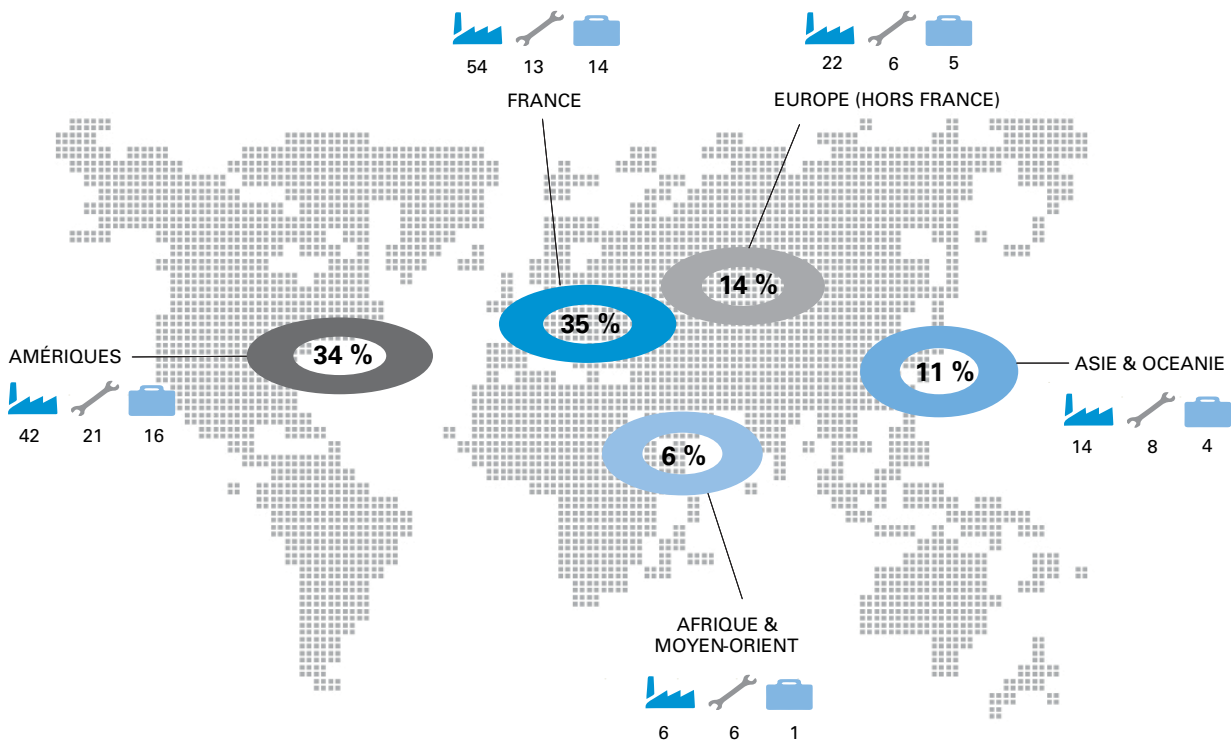 54 13 14
FRANCE
22 6 5
EUROPE (HORS FRANCE)
14 %
35 %
34 %
AMÉRIQUES
42 21 16
11 %
ASIE & OCEANIE
14 8 4
6 %
AFRIQUE &
MOYEN-ORIENT
6 6 1